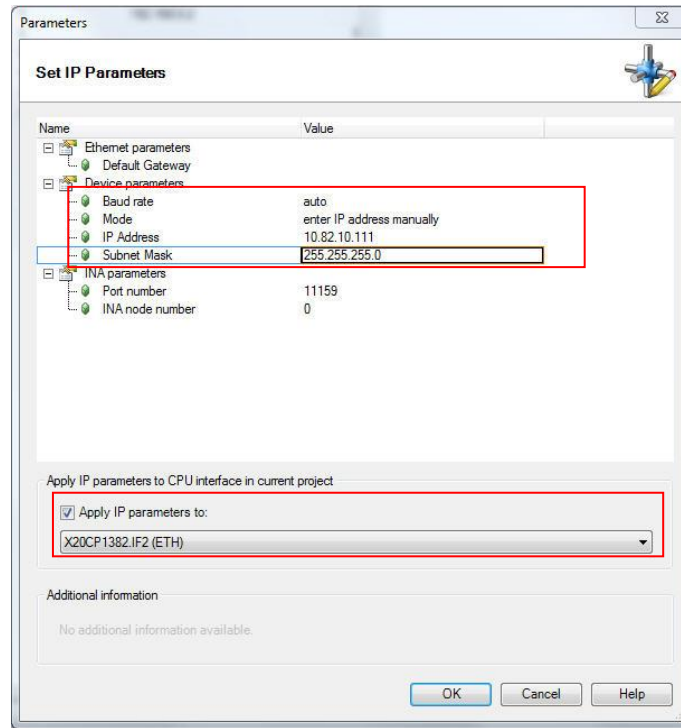 Parameters
Set IP Parameters
Name Value
Ethernet parameters
Default Gateway
Device parameters
Baud rate auto
Mode enter IP address manually
IP Address 10.82.10.111
Subnet Mask 255.255.255.0
INA parameters
Port number 11159
INA node number 0
Apply IP parameters to CPU interface in current project
Apply IP parameters to:
X20CP1382.IF2 (ETH)
Additional information
No additional information available.
OK Cancel Help